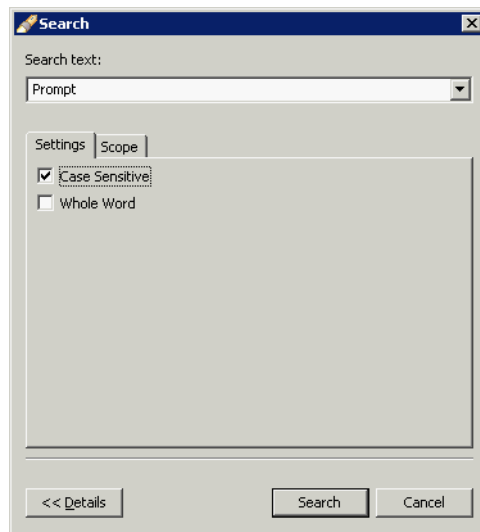 Search
Search text:
Prompt
Settings Scope
Case Sensitive
Whole Word
<< Details Search Cancel